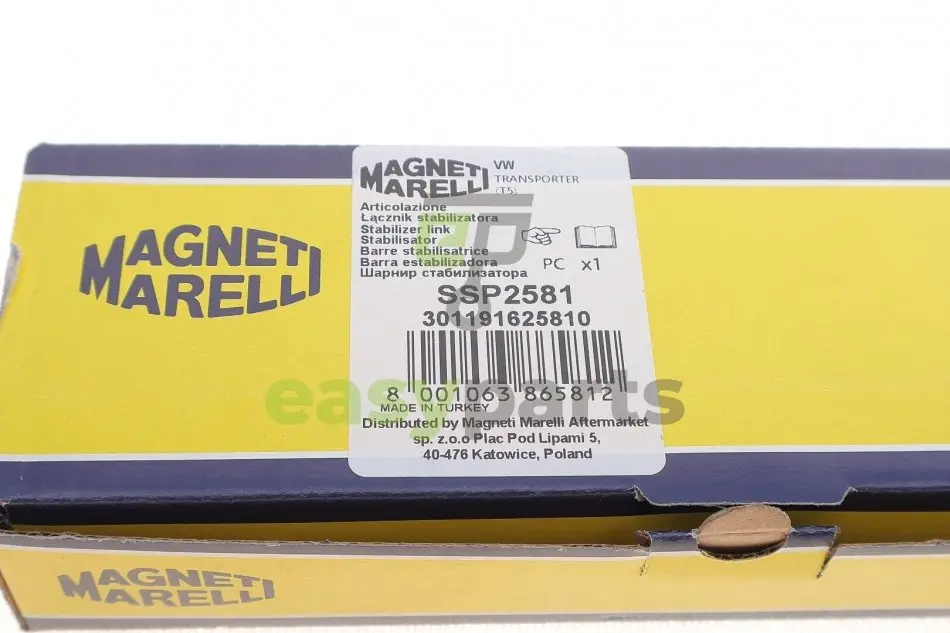 MAGNETI
MARELLI
MAGNETI
MARELLI
VW
TRANSPORTER
(T5)
Articolazione
Łącznik stabilizatora
Stabilizer link
Stabilisator
Barre stabilisatrice
Barra estabilizadora
Шарнир стабилизатора
PC x1
SSP2581
301191625810
8 001063 865812
MADE IN TURKEY
easyparts
Distributed by Magneti Marelli Aftermarket
sp. z.o.o Plac Pod Lipami 5,
40-476 Katowice, Poland
MAGNETI
MARELLI